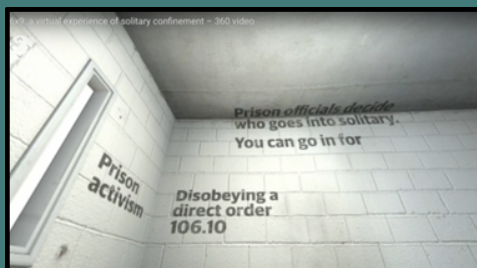 6x9: a virtual experience of solitary confinement – 360 video
Prison officials decide
who goes into solitary.
You can go in for
Prison
activism
Disobeying a
direct order
106.10